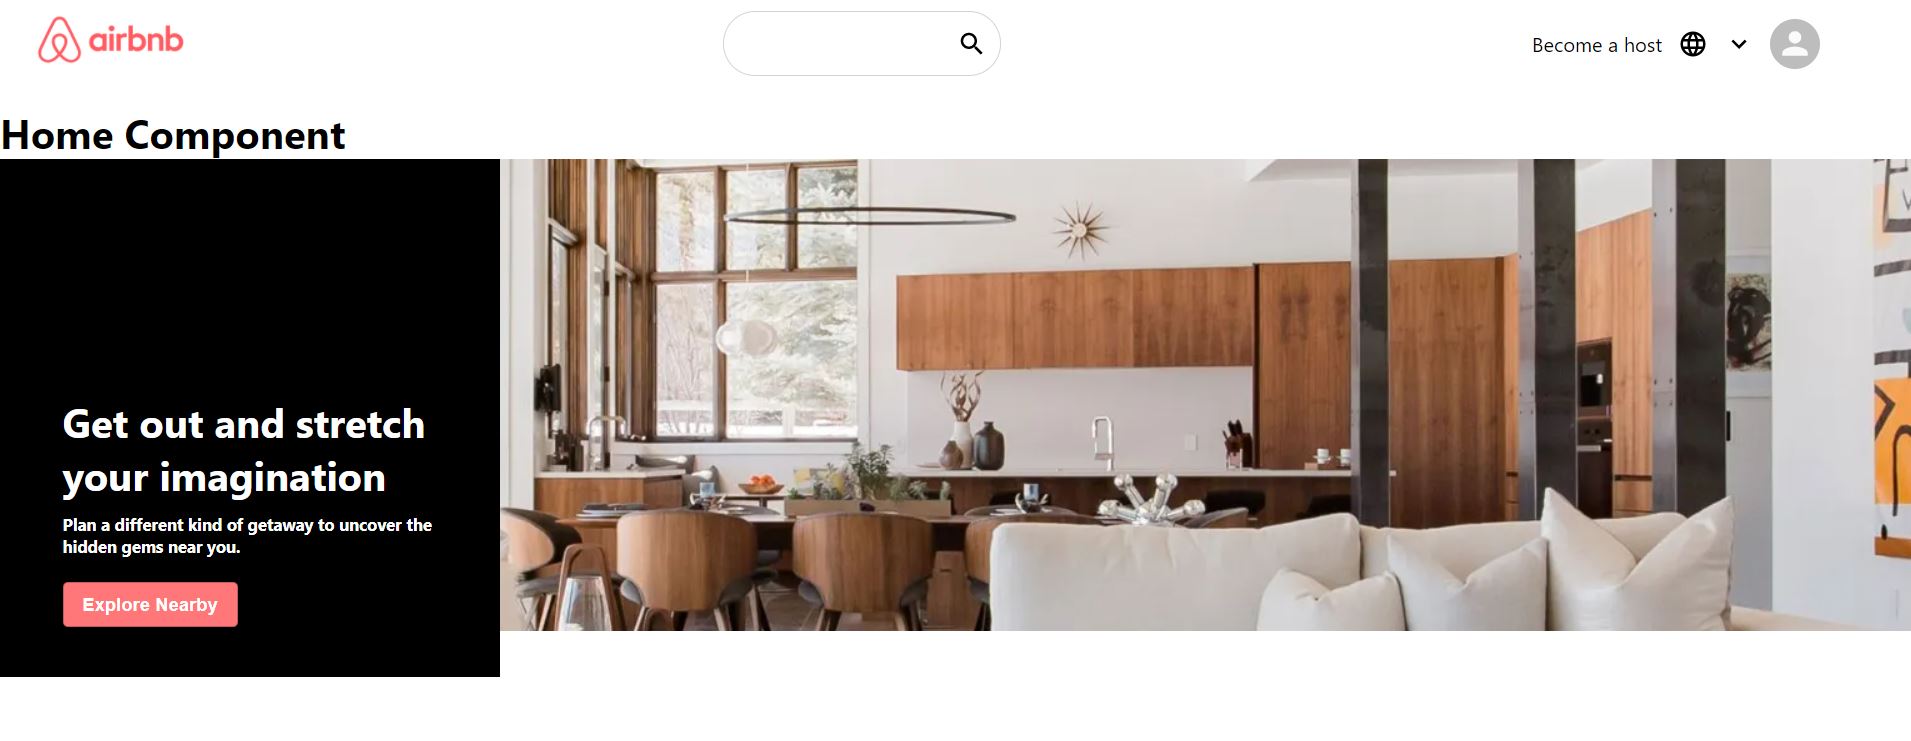 airbnb
Become a host
Home Component
Get out and stretch
your imagination
Plan a different kind of getaway to uncover the
hidden gems near you.
Explore Nearby